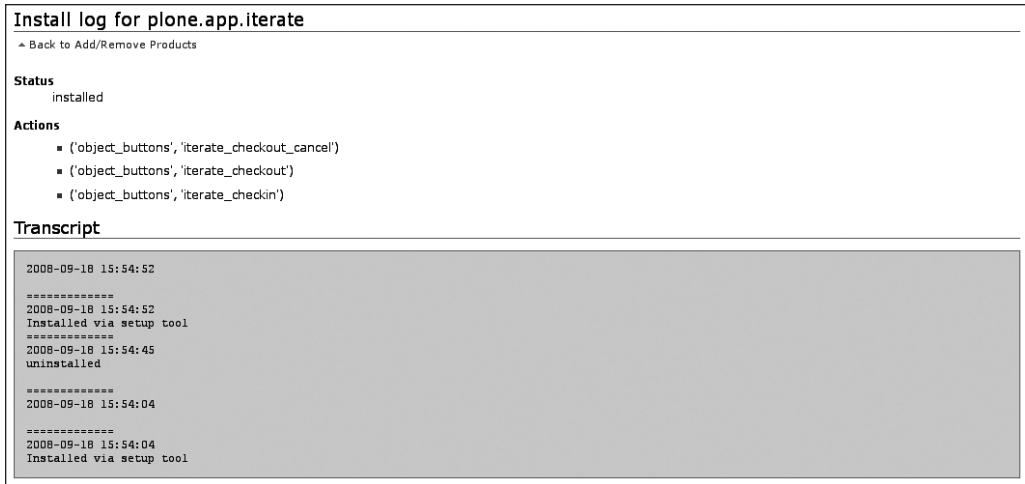 Install log for plone.app.iterate
Back to Add/Remove Products
Status
installed
Actions
('object_buttons', 'iterate_checkout_cancel')
('object_buttons', 'iterate_checkout')
('object_buttons', 'iterate_checkin')
Transcript
2008-09-18 15:54:52
=============
2008-09-18 15:54:52
Installed via setup tool
=============
2008-09-18 15:54:45
uninstalled
=============
2008-09-18 15:54:04
=============
2008-09-18 15:54:04
Installed via setup tool